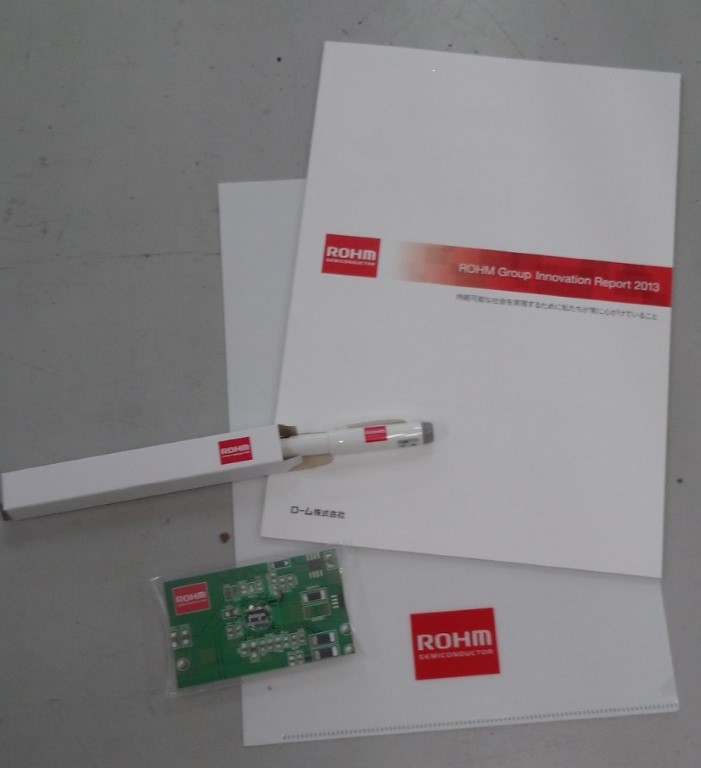 ROHM
SEMICONDUCTOR
ROHM Group Innovation Report 2013
持続可能な社会を実現するために私たちが常に心がけていること
ROHM
ROHM
ローム株式会社
ROHM
ROHM
SEMICONDUCTOR